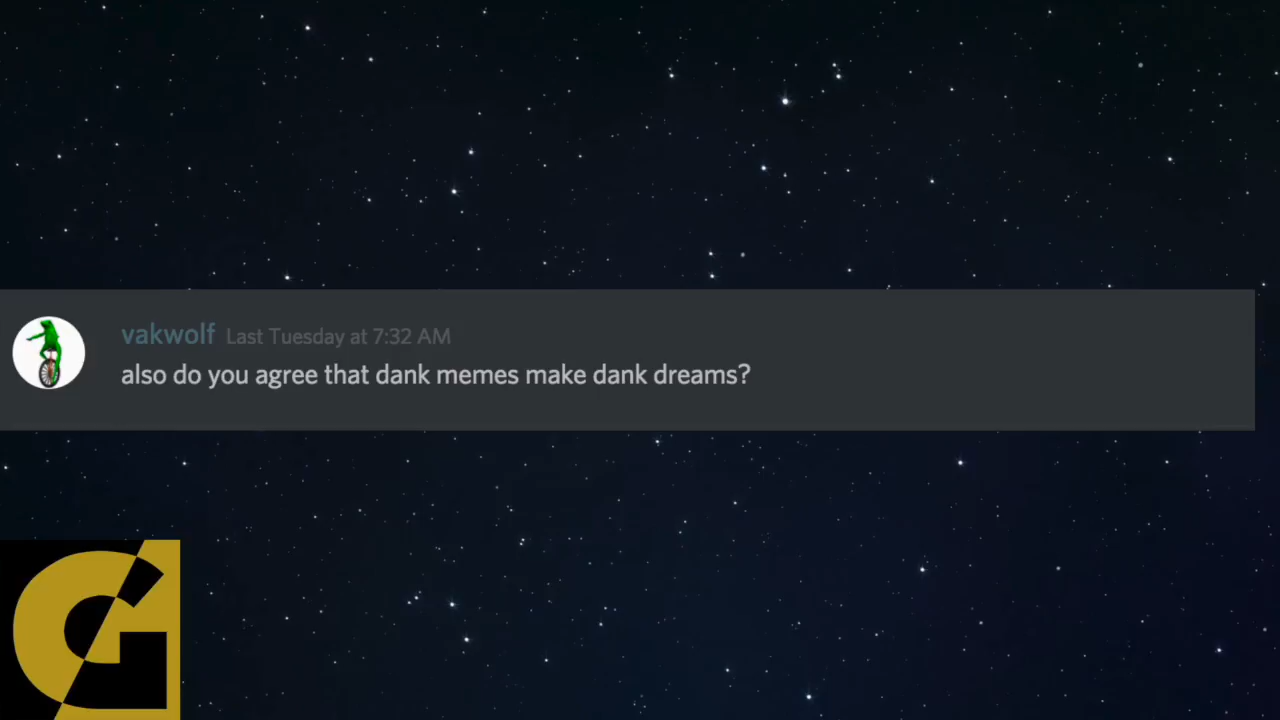 vakwolf Last Tuesday at 7:32 AM
also do you agree that dank memes make dank dreams?
G